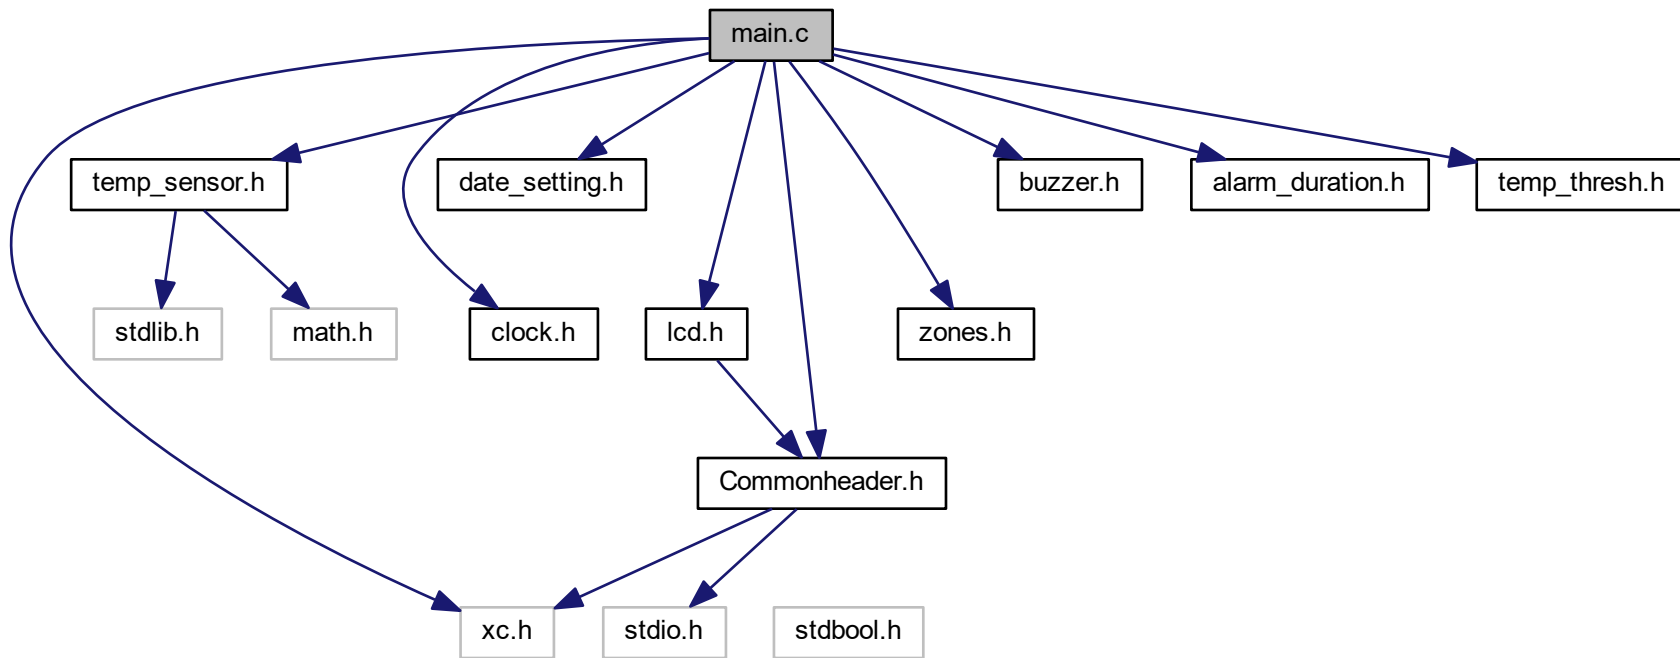 main.c
temp_sensor.h
date_setting.h
buzzer.h
alarm_duration.h
temp_thresh.h
stdlib.h
math.h
clock.h
lcd.h
zones.h
Commonheader.h
xc.h
stdio.h
stdbool.h